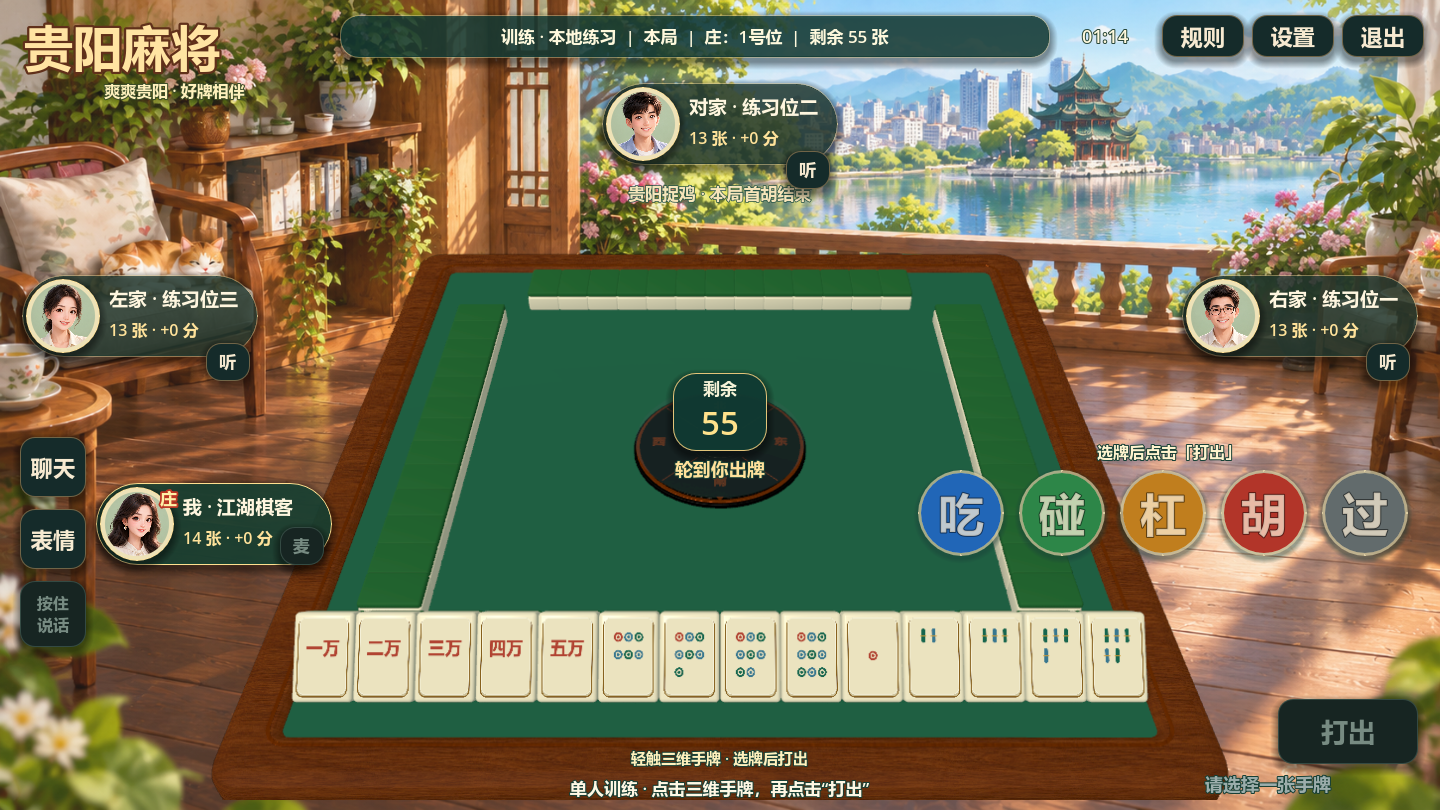 贵阳麻将
爽爽贵阳 · 好牌相伴
训练 · 本地练习 | 本局 | 庄：1号位 | 剩余 55 张
01:14
规则
设置
退出
对家 · 练习位二
13 张 · +0 分
听
贵阳捉鸡 · 本局首胡结束
左家 · 练习位三
13 张 · +0 分
听
右家 · 练习位一
13 张 · +0 分
听
剩余
55
轮到你出牌
西
东
南
选牌后点击「打出」
吃
碰
杠
胡
过
聊天
表情
按住
说话
庄
我 · 江湖棋客
14 张 · +0 分
麦
一万
二万
三万
四万
五万
打出
请选择一张手牌
轻触三维手牌 · 选牌后打出
单人训练 · 点击三维手牌，再点击“打出”